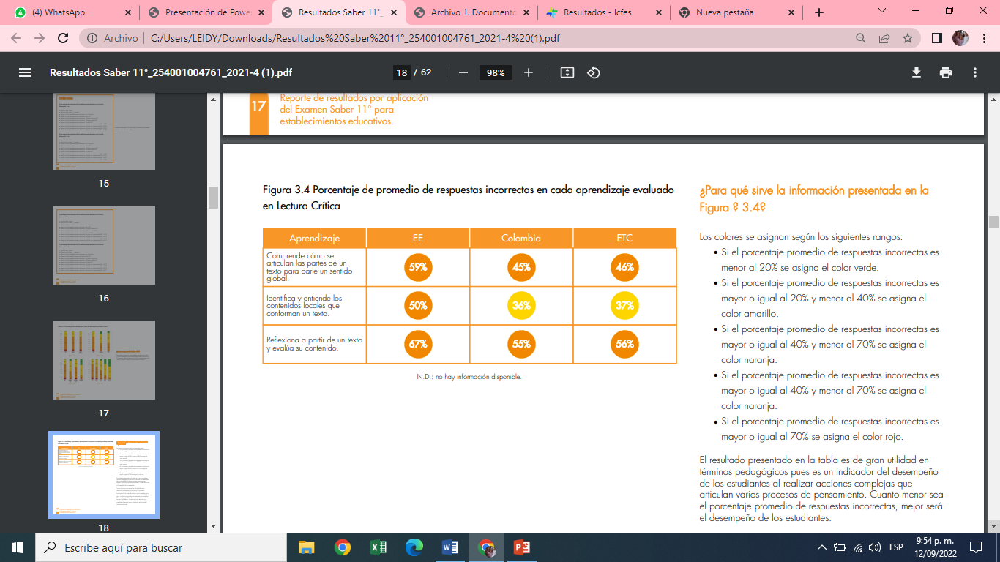 (4) WhatsApp
Presentación de Powe
Resultados Saber 11°_
Archivo 1. Documento
Resultados - Icfes
Nueva pestaña
Archivo
C:/Users/LEIDY/Downloads/Resultados%20Saber%2011°_254001004761_2021-4%20(1).pdf
Resultados Saber 11°_254001004761_2021-4 (1).pdf
18 / 62
98%
15
16
17
18
17
Reporte de resultados por aplicación
del Examen Saber 11° para
establecimientos educativos.
Figura 3.4 Porcentaje de promedio de respuestas incorrectas en cada aprendizaje evaluado
en Lectura Crítica
Aprendizaje EE Colombia ETC
Comprende cómo se
articulan las partes de un
texto para darle un sentido
global.
59% 45% 46%
Identifica y entiende los
contenidos locales que
conforman un texto.
50% 36% 37%
Reflexiona a partir de un texto
y evalúa su contenido.
67% 55% 56%
N.D.: no hay información disponible.
¿Para qué sirve la información presentada en la
Figura ? 3.4?
Los colores se asignan según los siguientes rangos:
• Si el porcentaje promedio de respuestas incorrectas es
menor al 20% se asigna el color verde.
• Si el porcentaje promedio de respuestas incorrectas es
mayor o igual al 20% y menor al 40% se asigna el
color amarillo.
• Si el porcentaje promedio de respuestas incorrectas es
mayor o igual al 40% y menor al 70% se asigna el
color naranja.
• Si el porcentaje promedio de respuestas incorrectas es
mayor o igual al 40% y menor al 70% se asigna el
color naranja.
• Si el porcentaje promedio de respuestas incorrectas es
mayor o igual al 70% se asigna el color rojo.
El resultado presentado en la tabla es de gran utilidad en
términos pedagógicos pues es un indicador del desempeño
de los estudiantes al realizar acciones complejas que
articulan varios procesos de pensamiento. Cuanto menor sea
el porcentaje promedio de respuestas incorrectas, mejor será
el desempeño de los estudiantes.
Escribe aquí para buscar
ESP
9:54 p. m.
12/09/2022